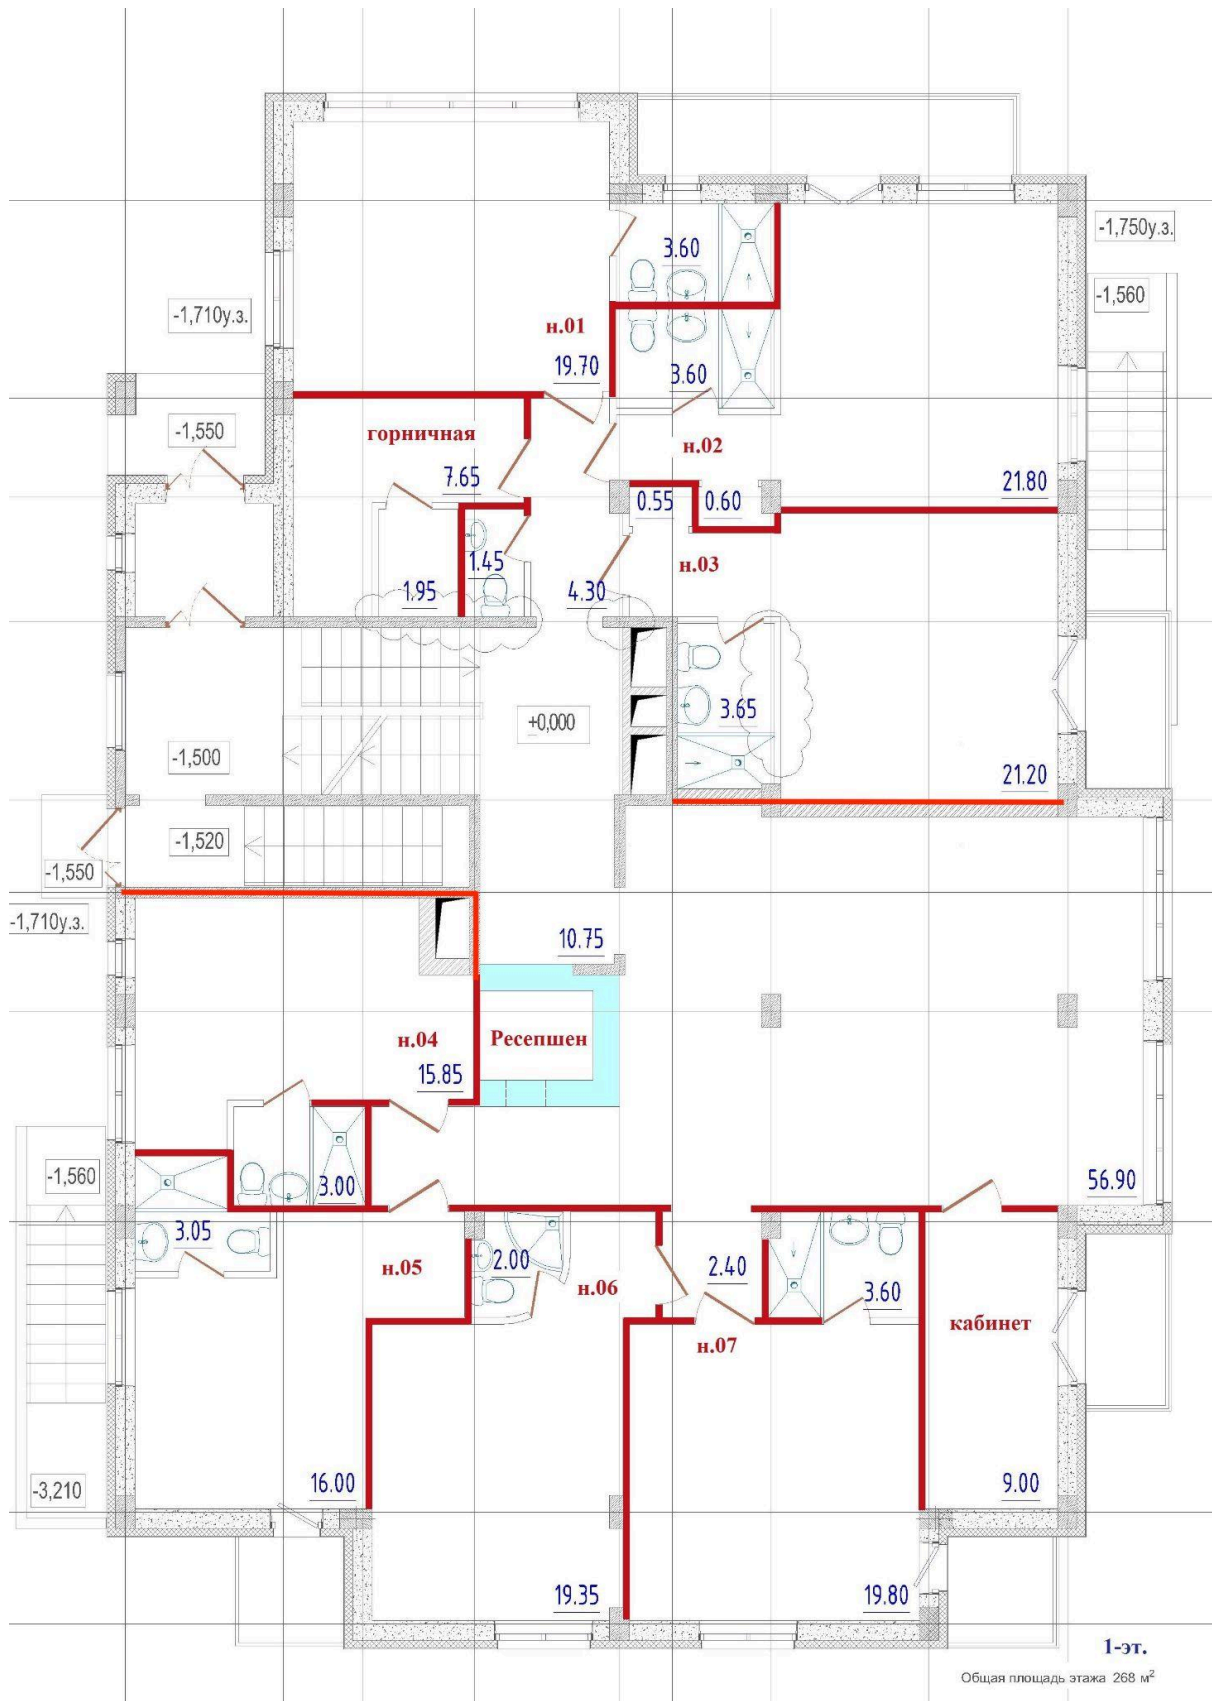 -1,750у.з.
3.60
-1,560
-1,710у.з.
н.01
19.70
3.60
-1,550
горничная
н.02
7.65
21.80
0.55
0.60
1.45
н.03
1.95
4.30
3.65
+0,000
-1,500
21.20
-1,520
-1,550
-1,710у.з.
10.75
н.04
Ресепшен
15.85
-1,560
3.00
56.90
3.05
н.05
2.00
н.06
2.40
3.60
н.07
кабинет
-3,210
16.00
9.00
19.35
19.80
1-эт.
Общая площадь этажа 268 м²